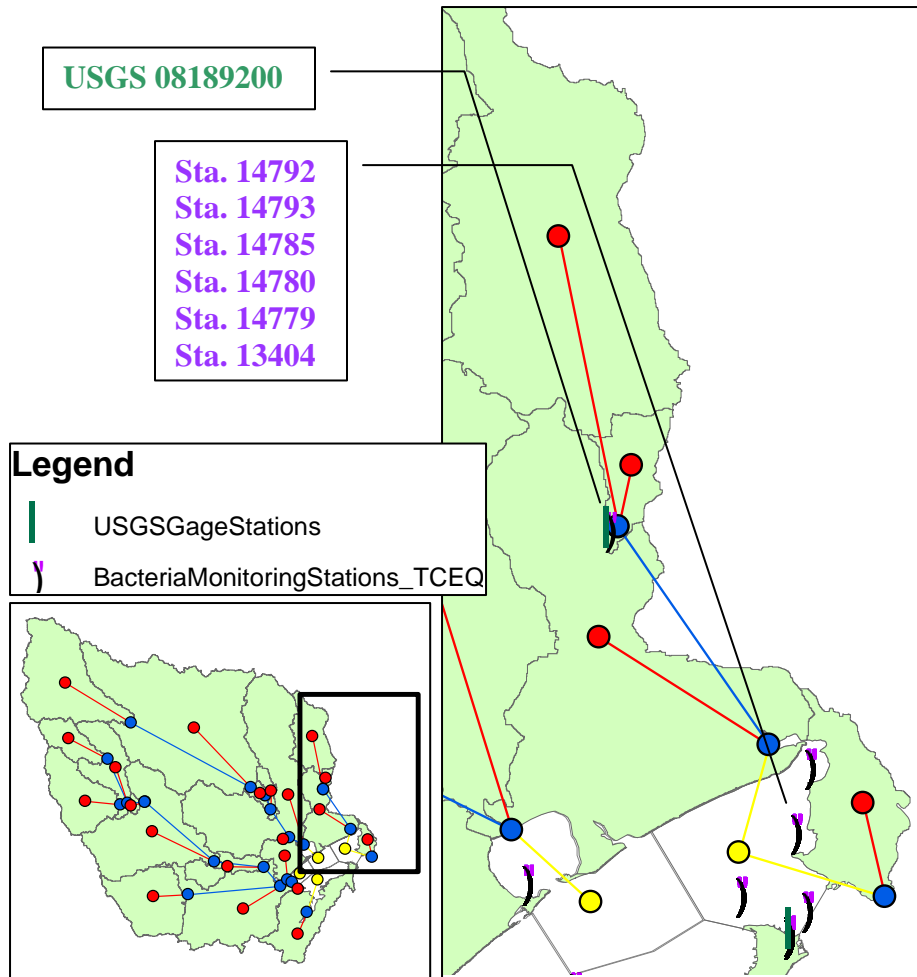 USGS 08189200
Sta. 14792
Sta. 14793
Sta. 14785
Sta. 14780
Sta. 14779
Sta. 13404
Legend
USGSGageStations
BacteriaMonitoringStations_TCEQ